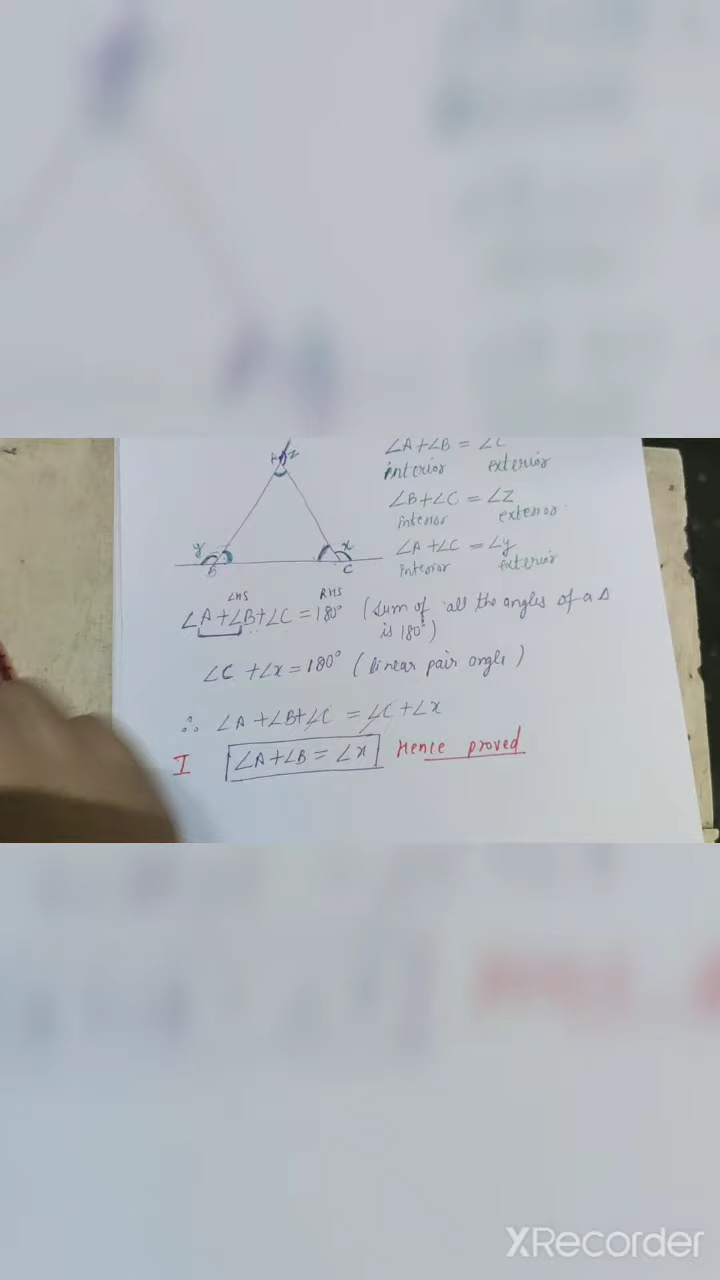 ∠A+∠B = ∠C
interior exterior
∠B+∠C = ∠Z
interior exterior
∠A +∠C = ∠y
interior exterior
A z
y x
B C
LHS RHS
∠A+∠B+∠C = 180° (sum of all the angles of a Δ
is 180°)
∠C +∠x = 180° (linear pair angle)
∴ ∠A +∠B+∠C = ∠C+∠x
I ∠A+∠B = ∠x Hence proved
XRecorder